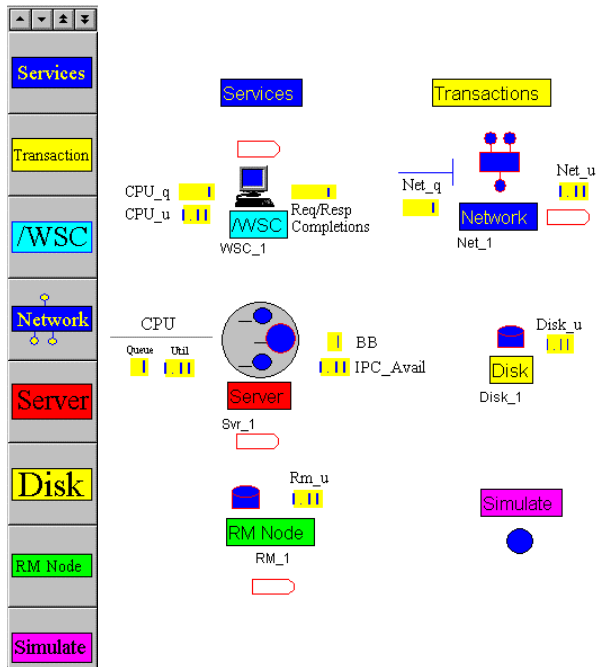 Services
Transaction
/WSC
Network
Server
Disk
RM Node
Simulate
Services
Transactions
CPU_q
CPU_u
/WSC
Req/Resp
Completions
WSC_1
Net_q
Net_u
Network
Net_1
CPU
Queue
Util
BB
IPC_Avail
Server
Svr_1
Disk_u
Disk
Disk_1
Rm_u
RM Node
RM_1
Simulate